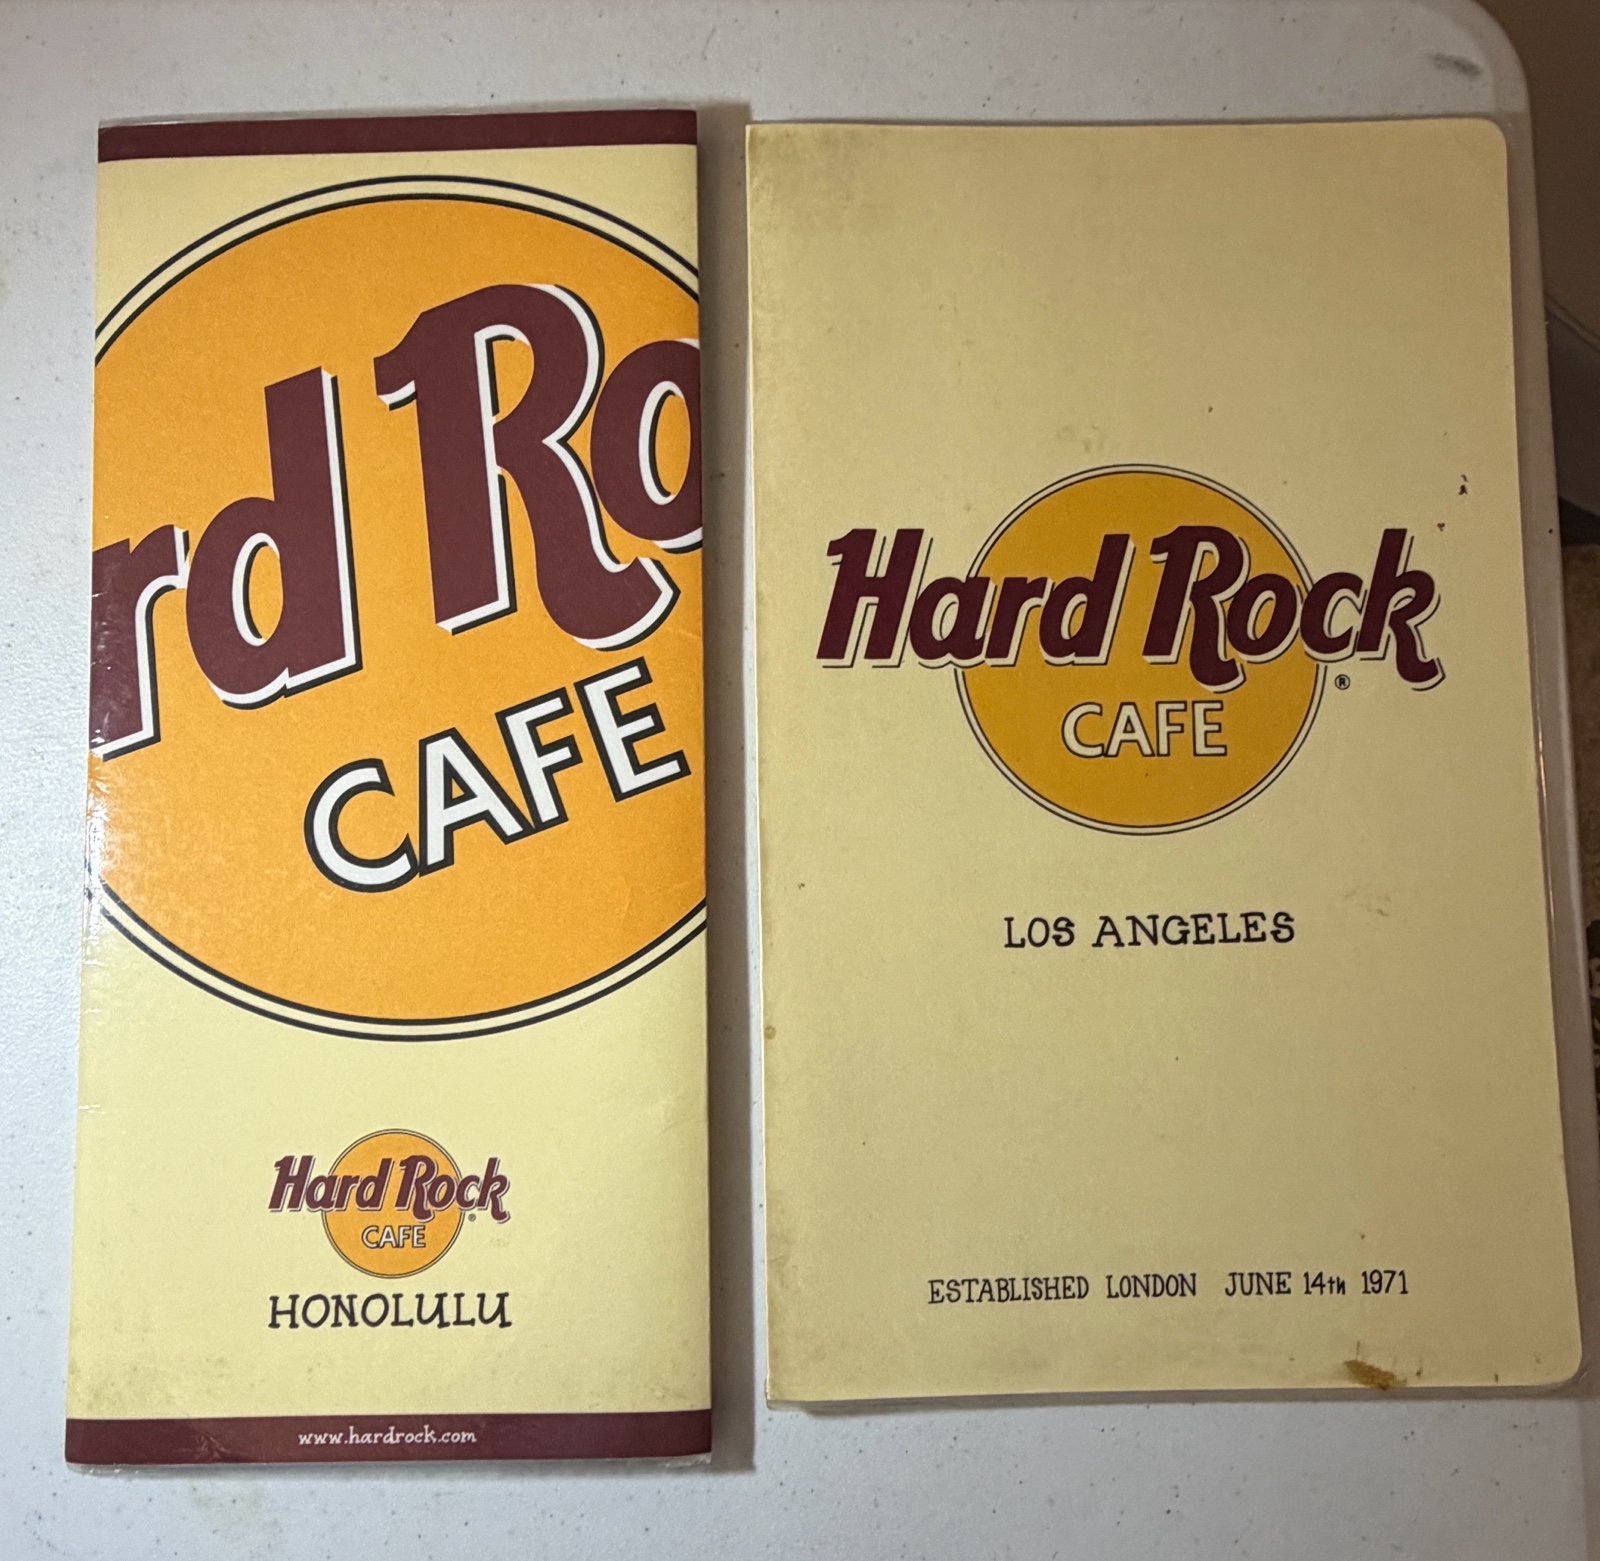 rd Ro
CAFE
Hard Rock
®
CAFE
HONOLULU
www.hardrock.com
Hard Rock
®
CAFE
LOS ANGELES
ESTABLISHED LONDON JUNE 14th 1971